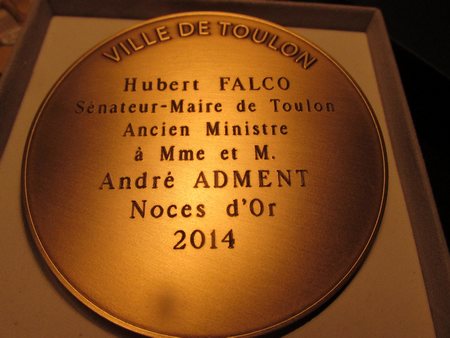 VILLE DE TOULON
Hubert FALCO
Sénateur-Maire de Toulon
Ancien Ministre
à Mme et M.
André ADMENT
Noces d'Or
2014